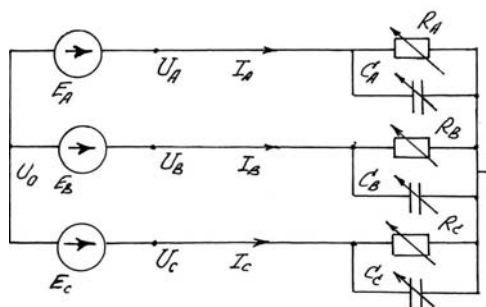 R_A
E_A U_A I_A C_A
R_B
U_0 E_B U_B I_B C_B
R_C
E_C U_C I_C C_C